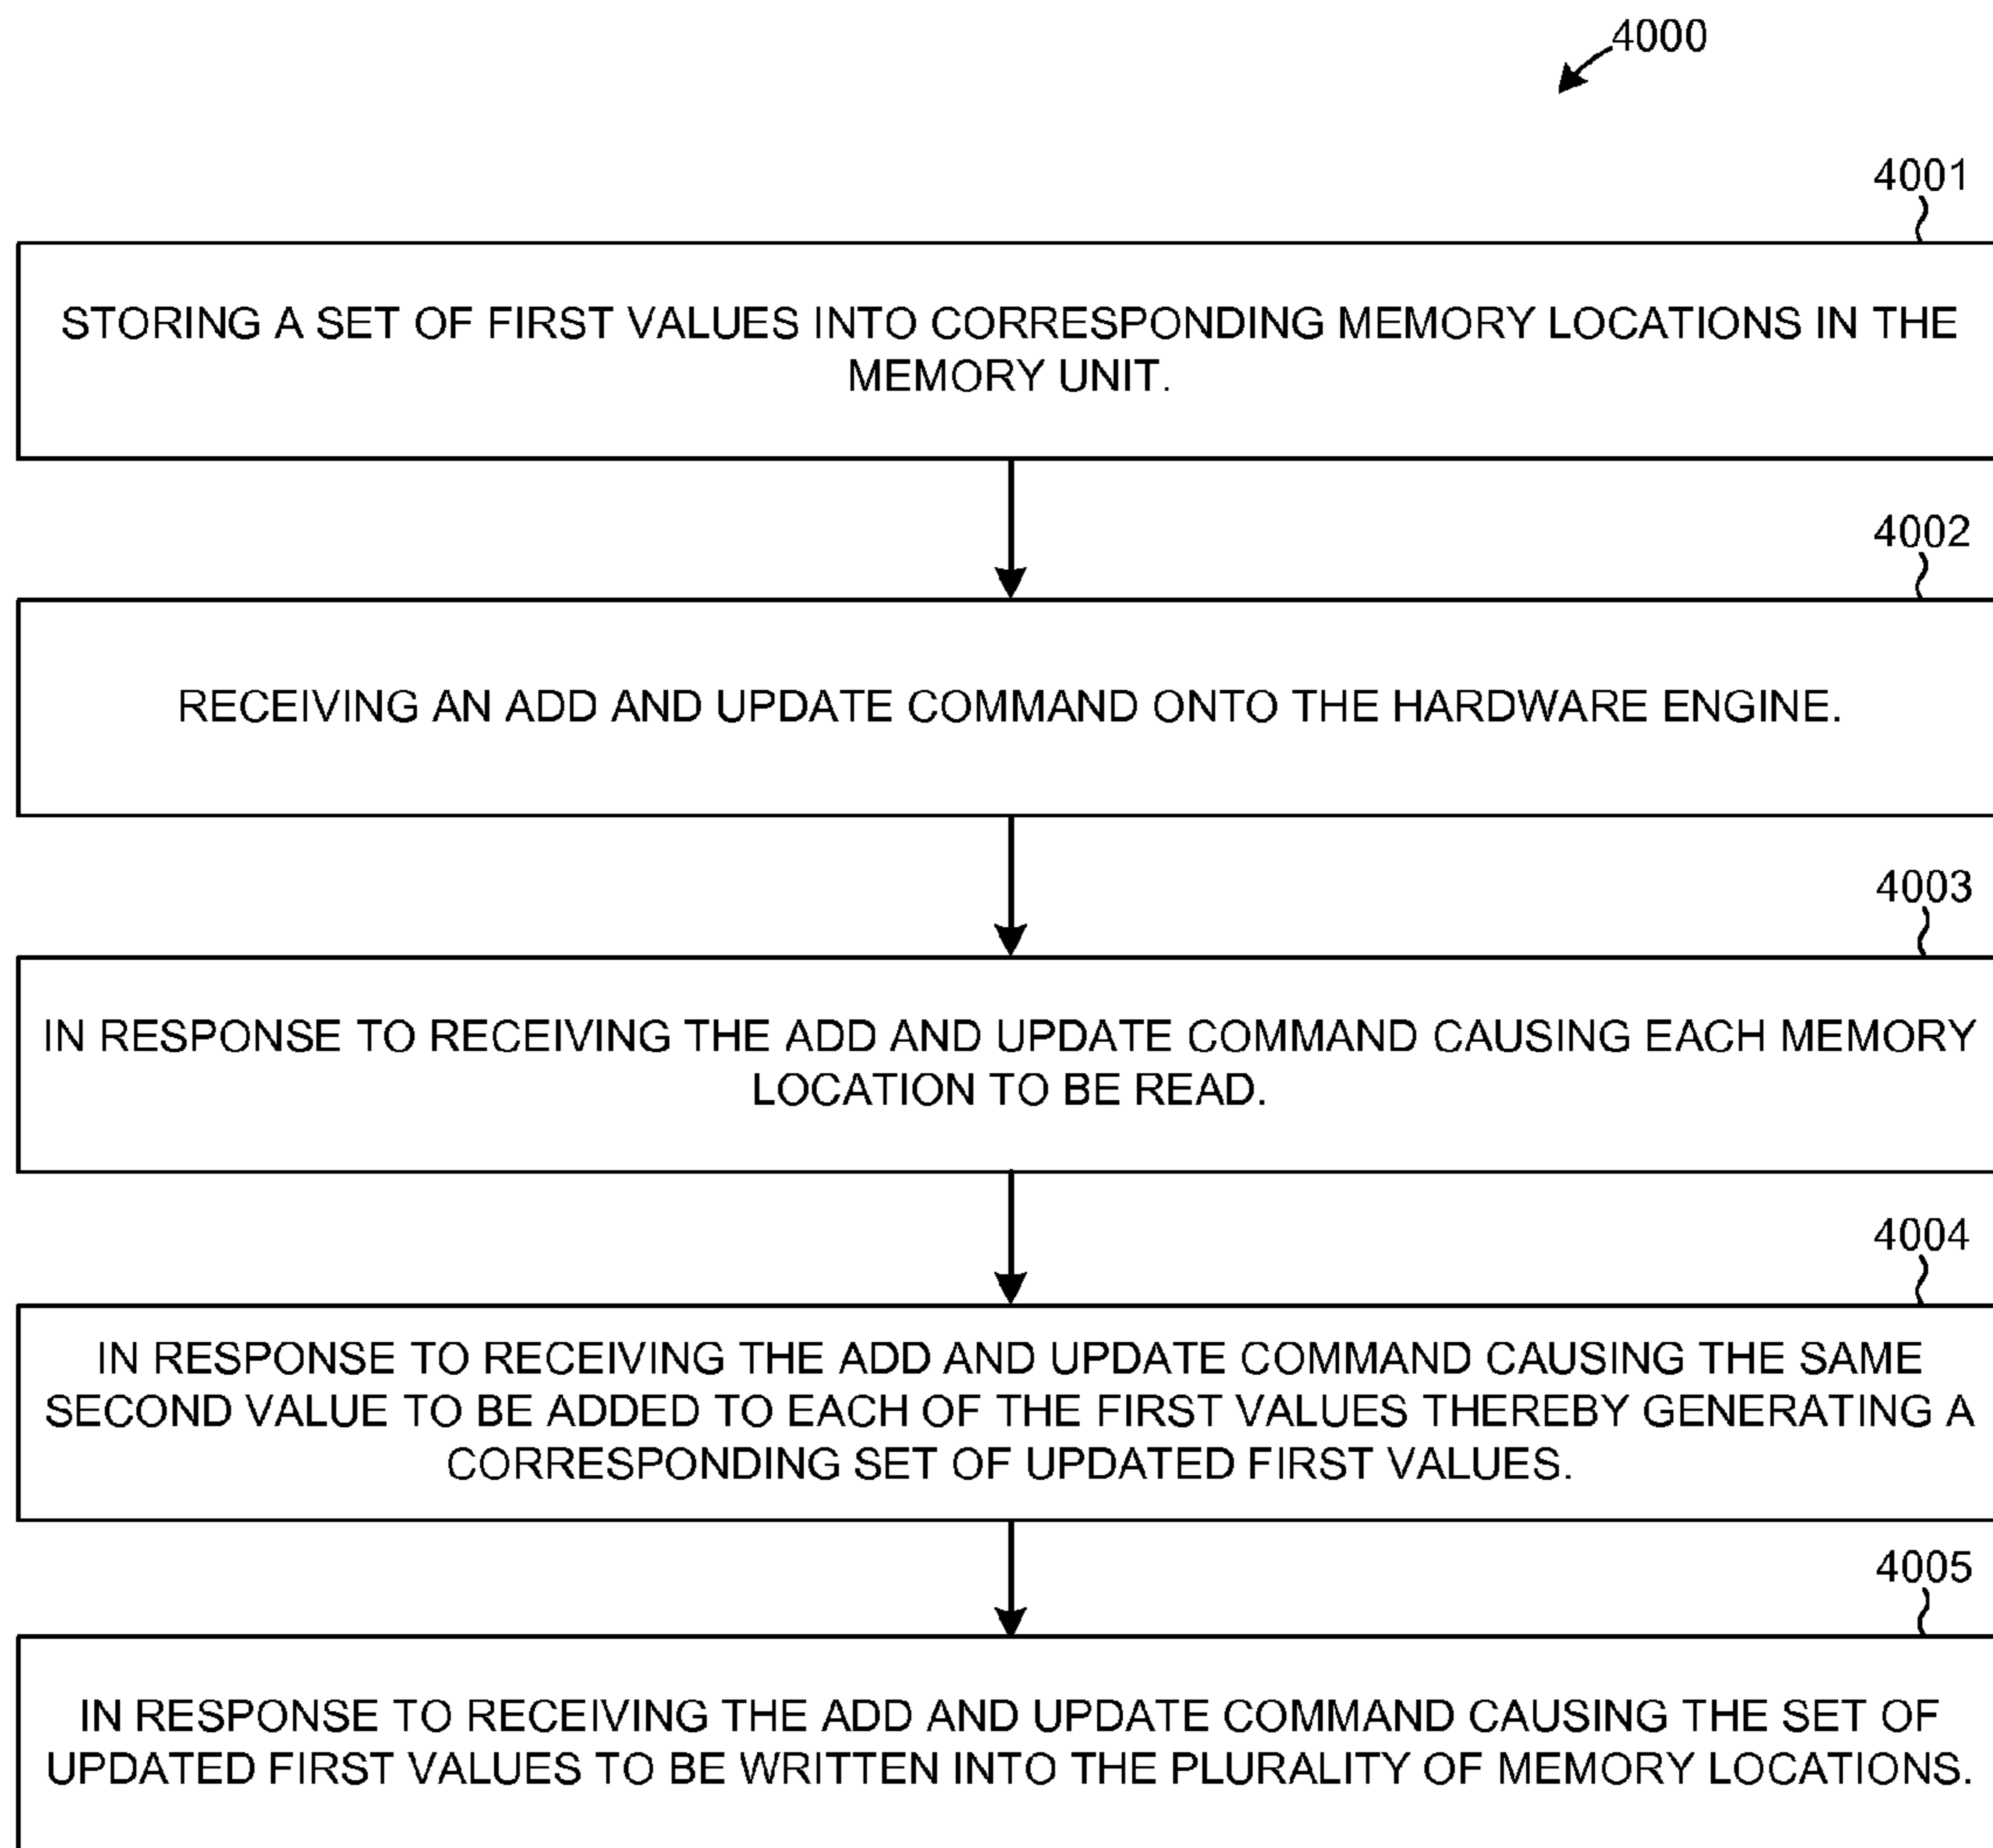 4000
4001
STORING A SET OF FIRST VALUES INTO CORRESPONDING MEMORY LOCATIONS IN THE
MEMORY UNIT.
4002
RECEIVING AN ADD AND UPDATE COMMAND ONTO THE HARDWARE ENGINE.
4003
IN RESPONSE TO RECEIVING THE ADD AND UPDATE COMMAND CAUSING EACH MEMORY
LOCATION TO BE READ.
4004
IN RESPONSE TO RECEIVING THE ADD AND UPDATE COMMAND CAUSING THE SAME
SECOND VALUE TO BE ADDED TO EACH OF THE FIRST VALUES THEREBY GENERATING A
CORRESPONDING SET OF UPDATED FIRST VALUES.
4005
IN RESPONSE TO RECEIVING THE ADD AND UPDATE COMMAND CAUSING THE SET OF
UPDATED FIRST VALUES TO BE WRITTEN INTO THE PLURALITY OF MEMORY LOCATIONS.